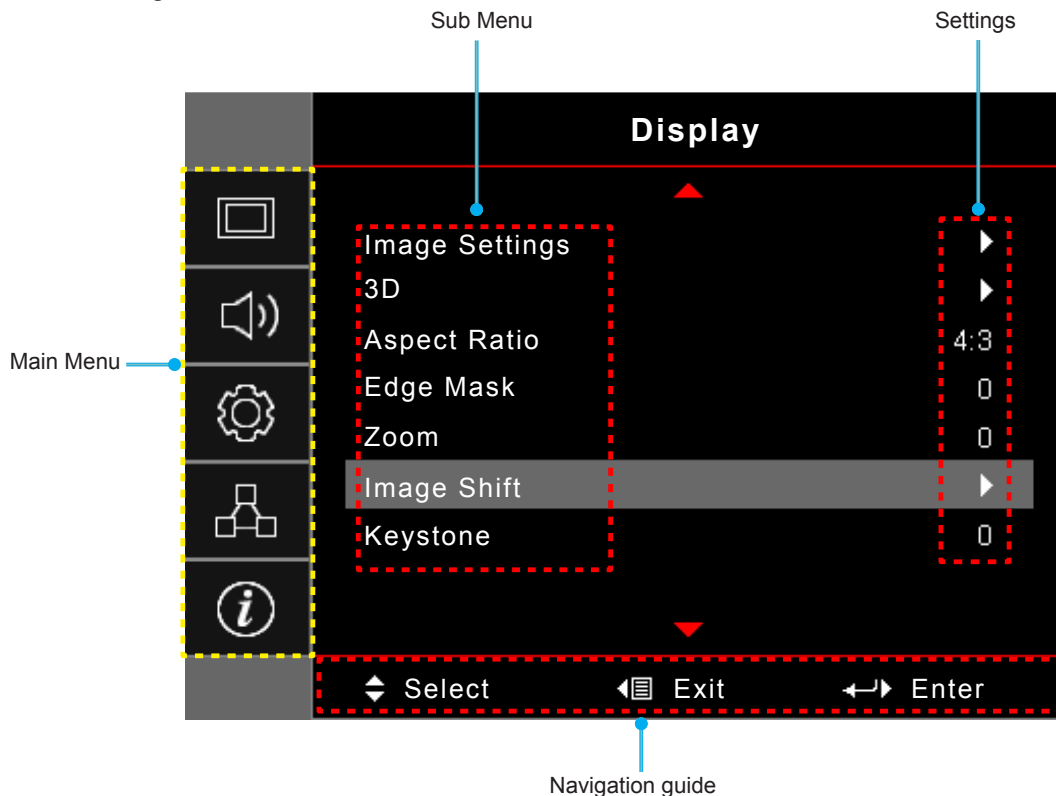 Sub Menu
Settings
Display
Image Settings
3D
Aspect Ratio 4:3
Main Menu
Edge Mask 0
Zoom 0
Image Shift
Keystone 0
i
Select Exit Enter
Navigation guide